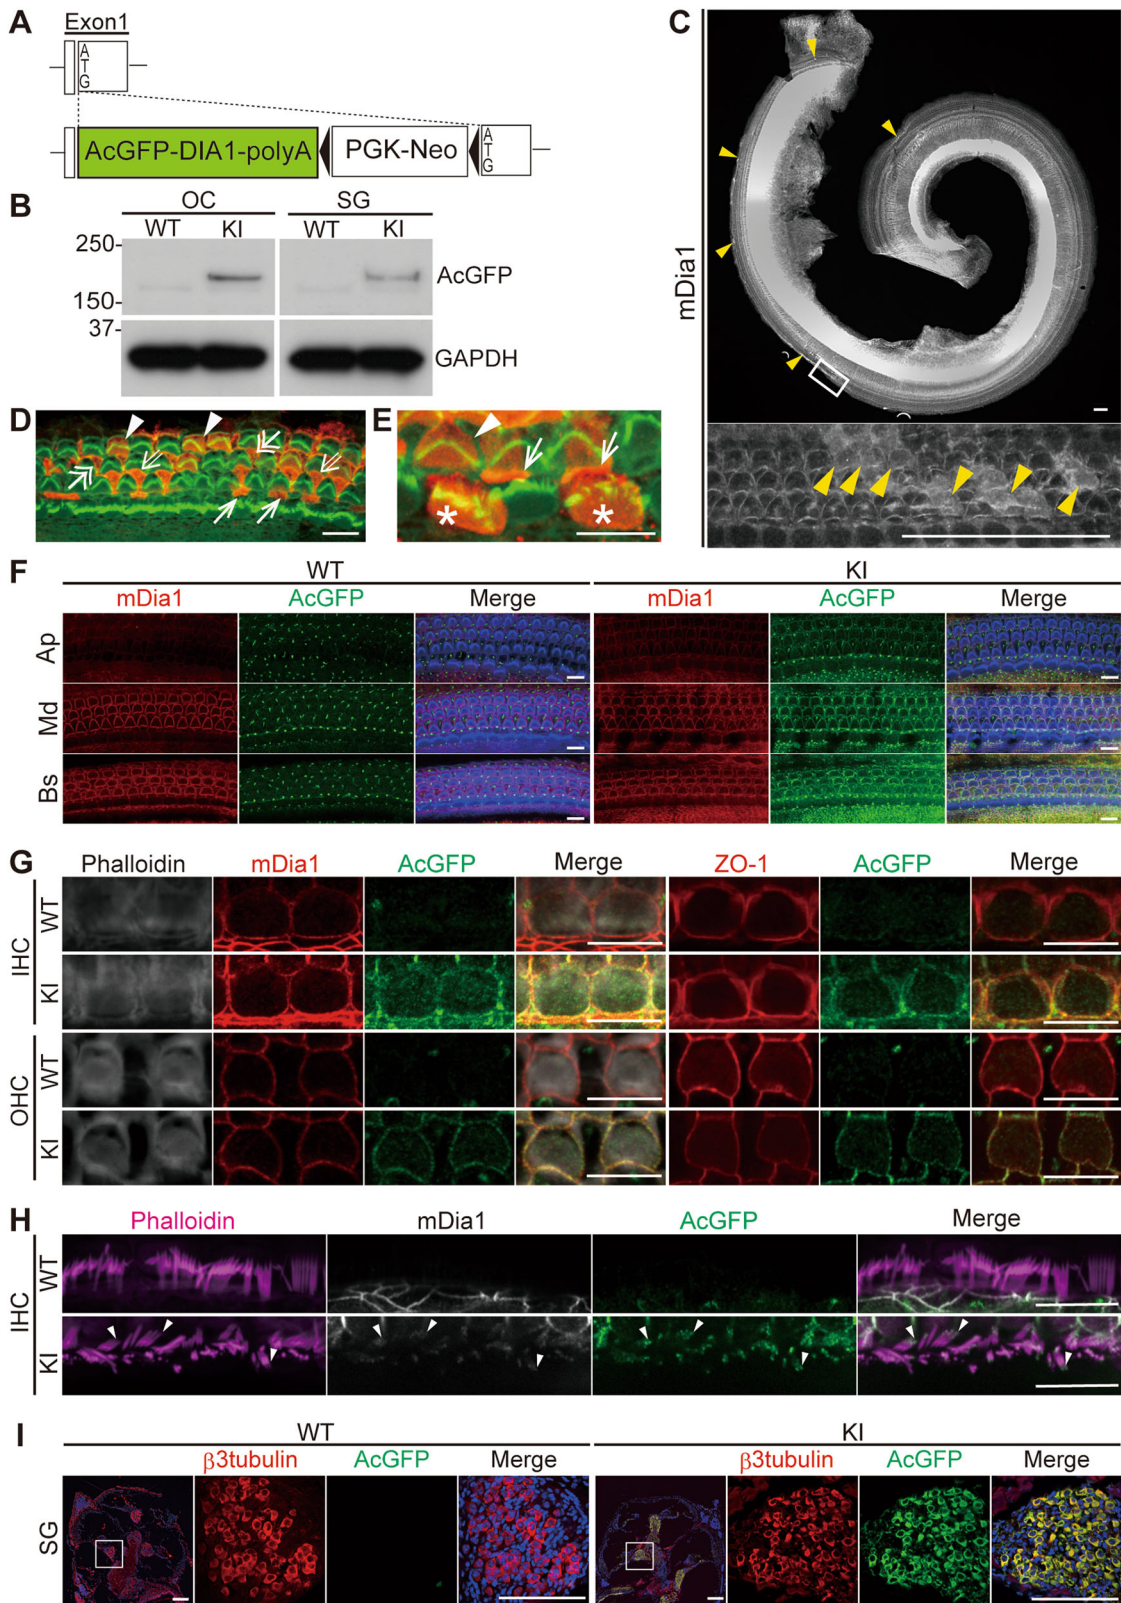 A
Exon1
A
T
G
AcGFP-DIA1-polyA
PGK-Neo
A
T
G
B
OC
SG
WT
KI
WT
KI
250
150
AcGFP
37
GAPDH
C
mDia1
D
E
*
*
F
WT
KI
mDia1
AcGFP
Merge
mDia1
AcGFP
Merge
Ap
Md
Bs
G
Phalloidin
mDia1
AcGFP
Merge
ZO-1
AcGFP
Merge
IHC
WT
KI
OHC
WT
KI
H
Phalloidin
mDia1
AcGFP
Merge
IHC
WT
KI
I
WT
KI
β3tubulin
AcGFP
Merge
β3tubulin
AcGFP
Merge
SG